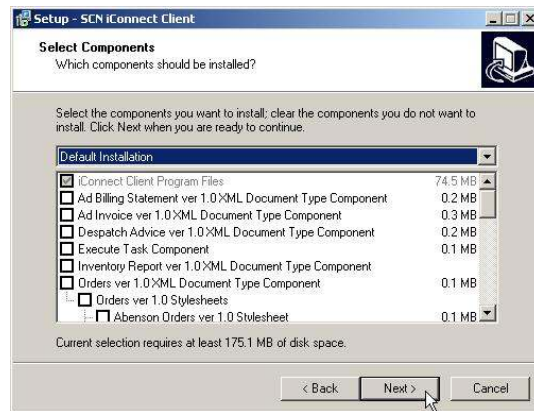 Setup - SCN iConnect Client
Select Components
Which components should be installed?
Select the components you want to install; clear the components you do not want to
install. Click Next when you are ready to continue.
Default Installation
iConnect Client Program Files 74.5 MB
Ad Billing Statement ver 1.0 XML Document Type Component 0.2 MB
Ad Invoice ver 1.0 XML Document Type Component 0.3 MB
Despatch Advice ver 1.0 XML Document Type Component 0.2 MB
Execute Task Component 0.1 MB
Inventory Report ver 1.0 XML Document Type Component
Orders ver 1.0 XML Document Type Component 0.1 MB
Orders ver 1.0 Stylesheets
Abenson Orders ver 1.0 Stylesheet 0.1 MB
Current selection requires at least 175.1 MB of disk space.
< Back Next > Cancel